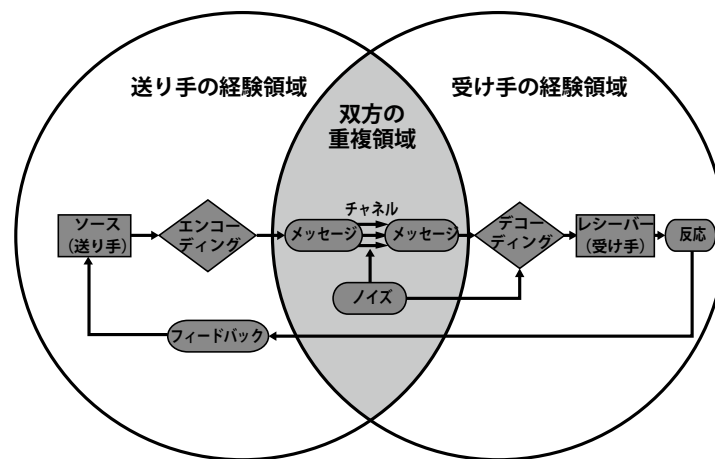 送り手の経験領域
受け手の経験領域
双方の
重複領域
チャネル
ソース
(送り手)
エンコー
ディング
メッセージ
メッセージ
デコー
ディング
レシーバー
(受け手)
反応
ノイズ
フィードバック